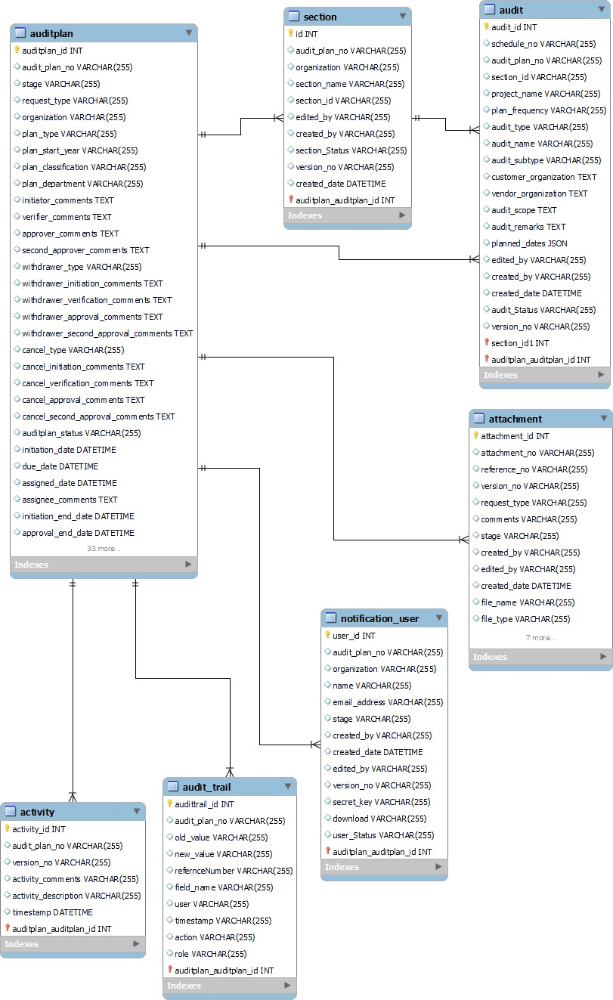 auditplan
auditplan_id INT
audit_plan_no VARCHAR(255)
stage VARCHAR(255)
request_type VARCHAR(255)
organization VARCHAR(255)
plan_type VARCHAR(255)
plan_start_year VARCHAR(255)
plan_classification VARCHAR(255)
plan_department VARCHAR(255)
initiator_comments TEXT
verifier_comments TEXT
approver_comments TEXT
second_approver_comments TEXT
withdrawer_type VARCHAR(255)
withdrawer_initiation_comments TEXT
withdrawer_verification_comments TEXT
withdrawer_approval_comments TEXT
withdrawer_second_approval_comments TEXT
cancel_type VARCHAR(255)
cancel_initiation_comments TEXT
cancel_verification_comments TEXT
cancel_approval_comments TEXT
cancel_second_approval_comments TEXT
auditplan_status VARCHAR(255)
initiation_date DATETIME
due_date DATETIME
assigned_date DATETIME
assignee_comments TEXT
initiation_end_date DATETIME
approval_end_date DATETIME
33 more...
Indexes
section
id INT
audit_plan_no VARCHAR(255)
organization VARCHAR(255)
section_name VARCHAR(255)
section_id VARCHAR(255)
edited_by VARCHAR(255)
created_by VARCHAR(255)
section_Status VARCHAR(255)
version_no VARCHAR(255)
created_date DATETIME
auditplan_auditplan_id INT
Indexes
audit
audit_id INT
schedule_no VARCHAR(255)
audit_plan_no VARCHAR(255)
section_id VARCHAR(255)
project_name VARCHAR(255)
plan_frequency VARCHAR(255)
audit_type VARCHAR(255)
audit_name VARCHAR(255)
audit_subtype VARCHAR(255)
customer_organization TEXT
vendor_organization TEXT
audit_scope TEXT
audit_remarks TEXT
planned_dates JSON
edited_by VARCHAR(255)
created_by VARCHAR(255)
created_date DATETIME
audit_Status VARCHAR(255)
version_no VARCHAR(255)
section_id1 INT
auditplan_auditplan_id INT
Indexes
attachment
attachment_id INT
attachment_no VARCHAR(255)
reference_no VARCHAR(255)
version_no VARCHAR(255)
request_type VARCHAR(255)
comments VARCHAR(255)
stage VARCHAR(255)
created_by VARCHAR(255)
edited_by VARCHAR(255)
created_date DATETIME
file_name VARCHAR(255)
file_type VARCHAR(255)
7 more...
Indexes
notification_user
user_id INT
audit_plan_no VARCHAR(255)
organization VARCHAR(255)
name VARCHAR(255)
email_address VARCHAR(255)
stage VARCHAR(255)
created_by VARCHAR(255)
created_date DATETIME
edited_by VARCHAR(255)
version_no VARCHAR(255)
secret_key VARCHAR(255)
download VARCHAR(255)
user_Status VARCHAR(255)
auditplan_auditplan_id INT
Indexes
activity
activity_id INT
audit_plan_no VARCHAR(255)
version_no VARCHAR(255)
activity_comments VARCHAR(255)
activity_description VARCHAR(255)
timestamp DATETIME
auditplan_auditplan_id INT
Indexes
audit_trail
audittrail_id INT
audit_plan_no VARCHAR(255)
old_value VARCHAR(255)
new_value VARCHAR(255)
refernceNumber VARCHAR(255)
field_name VARCHAR(255)
user VARCHAR(255)
timestamp VARCHAR(255)
action VARCHAR(255)
role VARCHAR(255)
auditplan_auditplan_id INT
Indexes